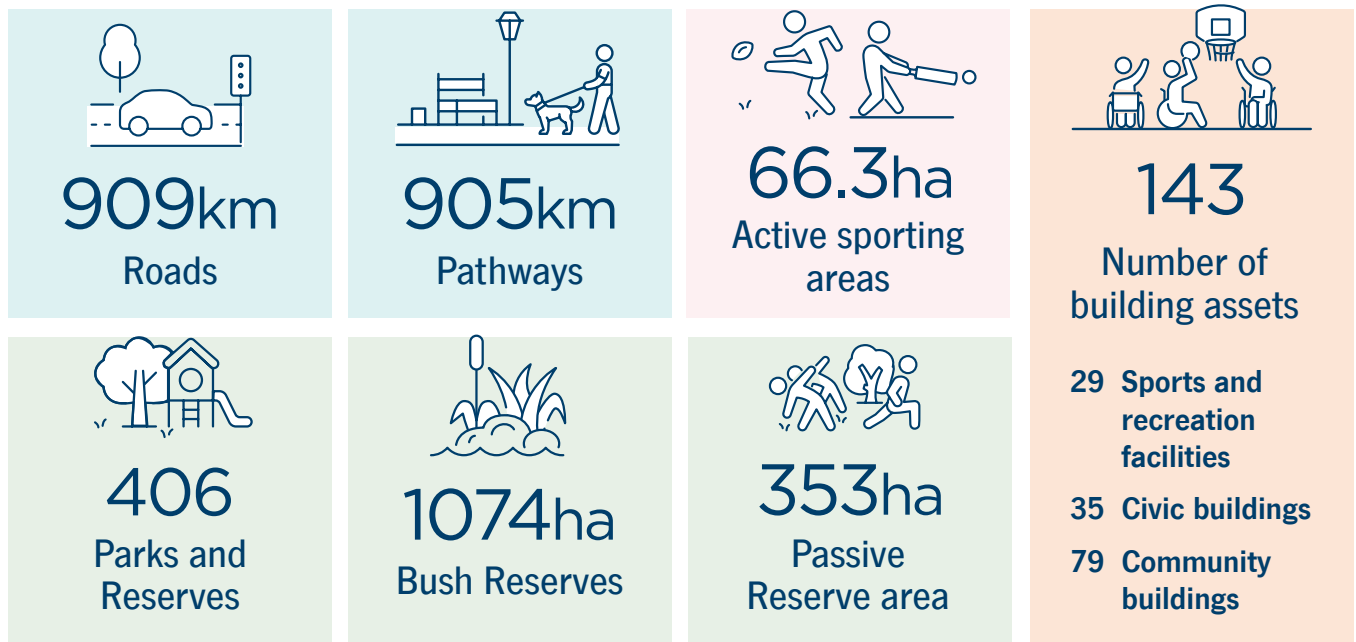 909km
Roads
905km
Pathways
66.3ha
Active sporting
areas
143
Number of
building assets
29 Sports and
recreation
facilities
35 Civic buildings
79 Community
buildings
406
Parks and
Reserves
1074ha
Bush Reserves
353ha
Passive
Reserve area